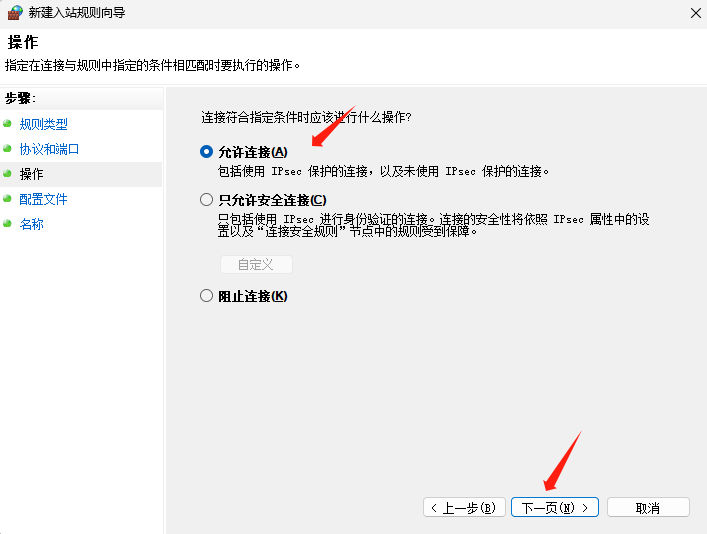 新建入站规则向导
操作
指定在连接与规则中指定的条件相匹配时要执行的操作。
步骤:
规则类型
协议和端口
操作
配置文件
名称
连接符合指定条件时应该进行什么操作?
允许连接(A)
包括使用 IPsec 保护的连接，以及未使用 IPsec 保护的连接。
只允许安全连接(C)
只包括使用 IPsec 进行身份验证的连接。连接的安全性将依照 IPsec 属性中的设
置以及“连接安全规则”节点中的规则受到保障。
自定义
阻止连接(K)
< 上一步(B) 下一页(N) > 取消